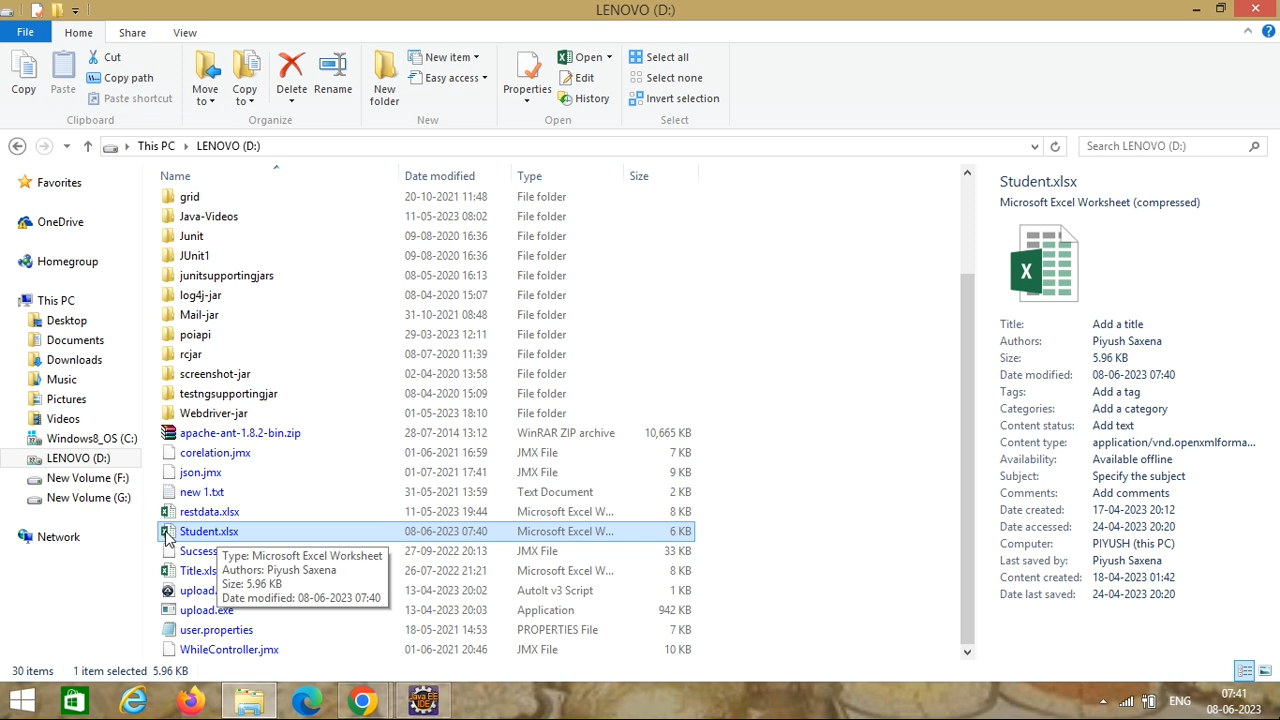 LENOVO (D:)
File
Home
Share
View
Copy
Paste
Cut
Copy path
Paste shortcut
Clipboard
Move to
Copy to
Delete
Rename
Organize
New folder
New item
Easy access
New
Properties
Open
Edit
History
Open
Select all
Select none
Invert selection
Select
This PC LENOVO (D:)
Search LENOVO (D:)
Favorites
OneDrive
Homegroup
This PC
Desktop
Documents
Downloads
Music
Pictures
Videos
Windows8_OS (C:)
LENOVO (D:)
New Volume (F:)
New Volume (G:)
Network
Name Date modified Type Size
grid 20-10-2021 11:48 File folder
Java-Videos 11-05-2023 08:02 File folder
Junit 09-08-2020 16:36 File folder
JUnit1 09-08-2020 16:36 File folder
junitsupportingjars 08-05-2020 16:13 File folder
log4j-jar 08-04-2020 15:07 File folder
Mail-jar 31-10-2021 08:48 File folder
poiapi 29-03-2023 12:11 File folder
rcjar 08-07-2020 11:39 File folder
screenshot-jar 04-02-2020 13:58 File folder
testngsupportingjar 08-04-2020 15:09 File folder
Webdriver-jar 01-05-2023 18:10 File folder
apache-ant-1.8.2-bin.zip 28-07-2014 13:12 WinRAR ZIP archive 10,665 KB
corelation.jmx 01-06-2021 16:59 JMX File 7 KB
json.jmx 01-07-2021 17:41 JMX File 9 KB
new 1.txt 31-05-2021 13:59 Text Document 2 KB
restdata.xlsx 11-05-2023 19:44 Microsoft Excel W... 8 KB
Student.xlsx 08-06-2023 07:40 Microsoft Excel W... 6 KB
Sucsess 27-09-2022 20:13 JMX File 33 KB
Title.xls 26-07-2022 21:21 Microsoft Excel W... 8 KB
upload. 13-04-2023 20:02 AutoIt v3 Script 1 KB
upload.exe 13-04-2023 20:03 Application 942 KB
user.properties 18-05-2021 14:53 PROPERTIES File 7 KB
WhileController.jmx 01-06-2021 20:46 JMX File 10 KB
Type: Microsoft Excel Worksheet
Authors: Piyush Saxena
Size: 5.96 KB
Date modified: 08-06-2023 07:40
Student.xlsx
Microsoft Excel Worksheet (compressed)
Title: Add a title
Authors: Piyush Saxena
Size: 5.96 KB
Date modified: 08-06-2023 07:40
Tags: Add a tag
Categories: Add a category
Content status: Add text
Content type: application/vnd.openxmlforma...
Availability: Available offline
Subject: Specify the subject
Comments: Add comments
Date created: 17-04-2023 20:12
Date accessed: 24-04-2023 20:20
Computer: PIYUSH (this PC)
Last saved by: Piyush Saxena
Content created: 18-04-2023 01:42
Date last saved: 24-04-2023 20:20
30 items 1 item selected 5.96 KB
Java EE
IDE
ENG
07:41
08-06-2023